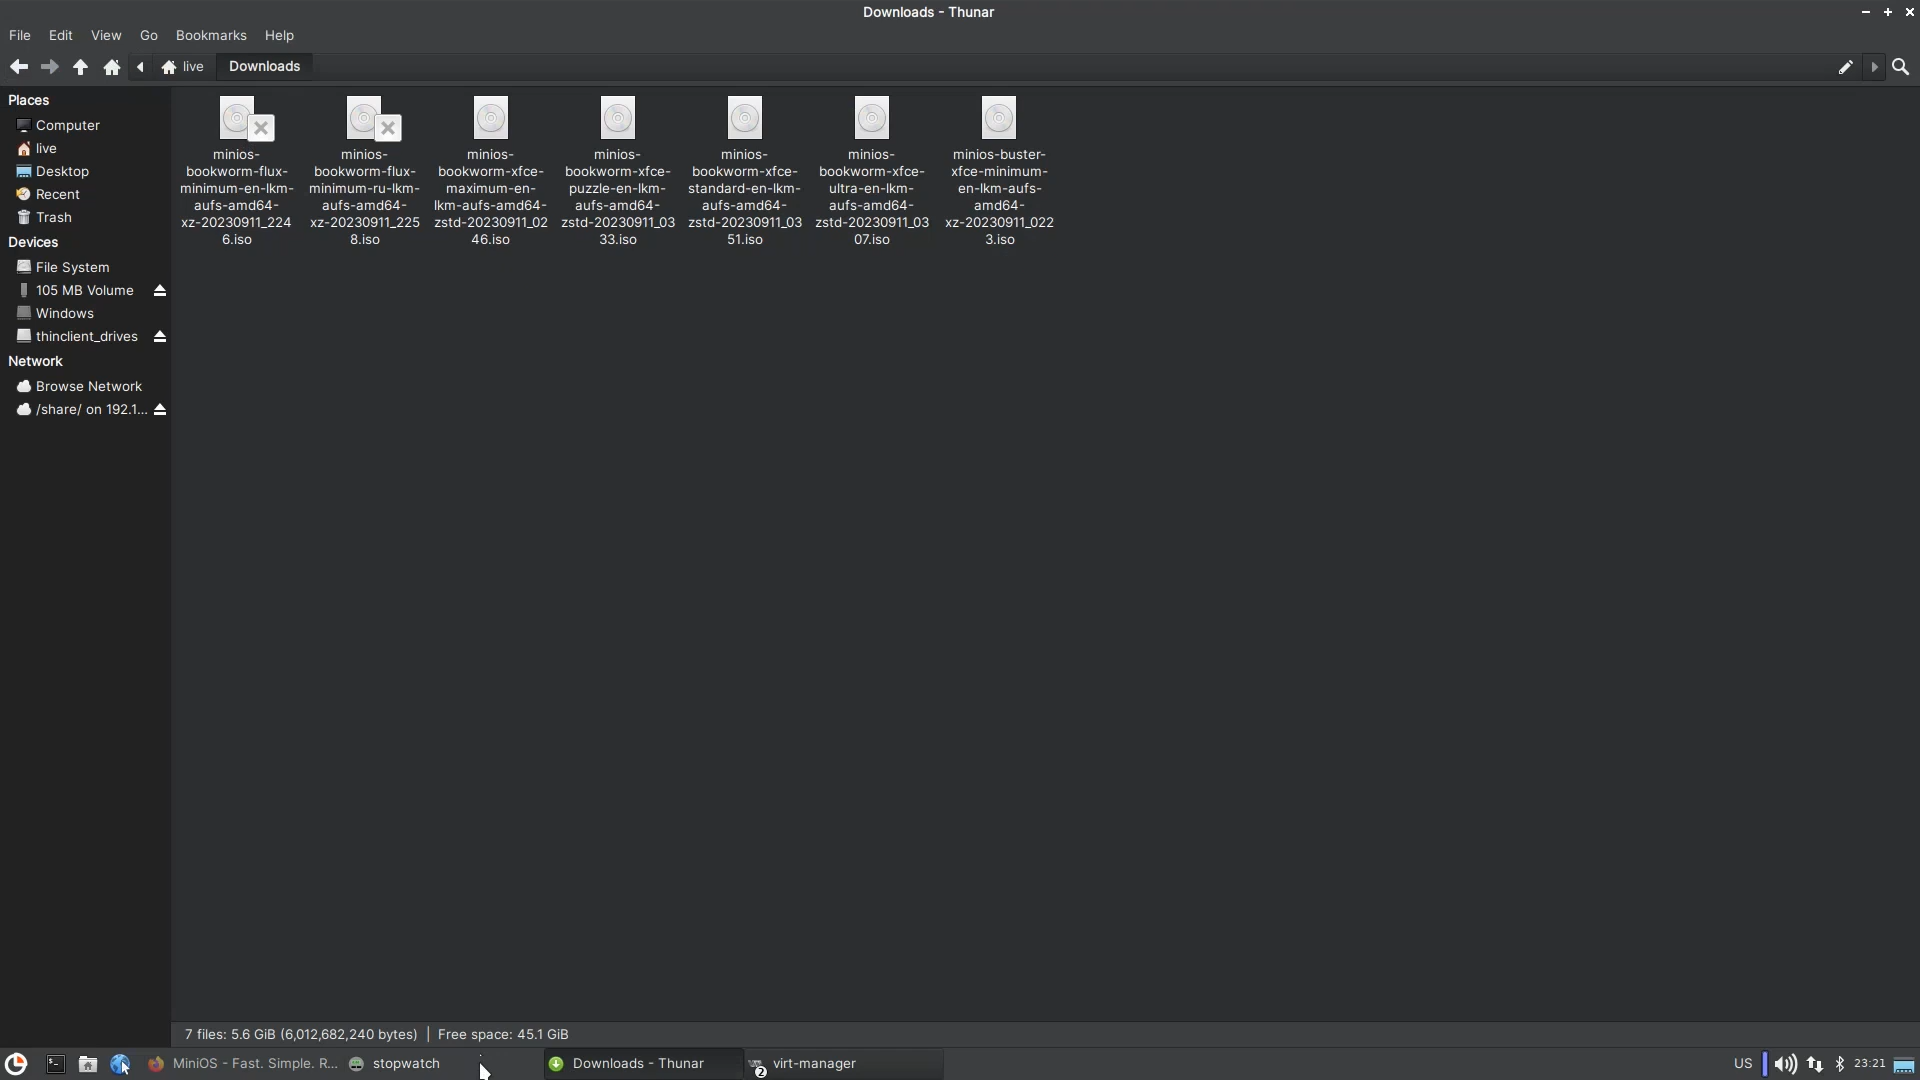 Downloads - Thunar
File Edit View Go Bookmarks Help
live Downloads
Places
Computer
live
Desktop
Recent
Trash
Devices
File System
105 MB Volume
Windows
thinclient_drives
Network
Browse Network
/share/ on 192.1...
minios-
bookworm-flux-
minimum-en-lkm-
aufs-amd64-
xz-20230911_224
6.iso
minios-
bookworm-flux-
minimum-ru-lkm-
aufs-amd64-
xz-20230911_225
8.iso
minios-
bookworm-xfce-
maximum-en-
lkm-aufs-amd64-
zstd-20230911_02
46.iso
minios-
bookworm-xfce-
puzzle-en-lkm-
aufs-amd64-
zstd-20230911_03
33.iso
minios-
bookworm-xfce-
standard-en-lkm-
aufs-amd64-
zstd-20230911_03
51.iso
minios-
bookworm-xfce-
ultra-en-lkm-
aufs-amd64-
zstd-20230911_03
07.iso
minios-buster-
xfce-minimum-
en-lkm-aufs-
amd64-
xz-20230911_022
3.iso
7 files: 5.6 GiB (6,012,682,240 bytes) | Free space: 45.1 GiB
MiniOS - Fast. Simple. R... stopwatch Downloads - Thunar 2 virt-manager US 23:21